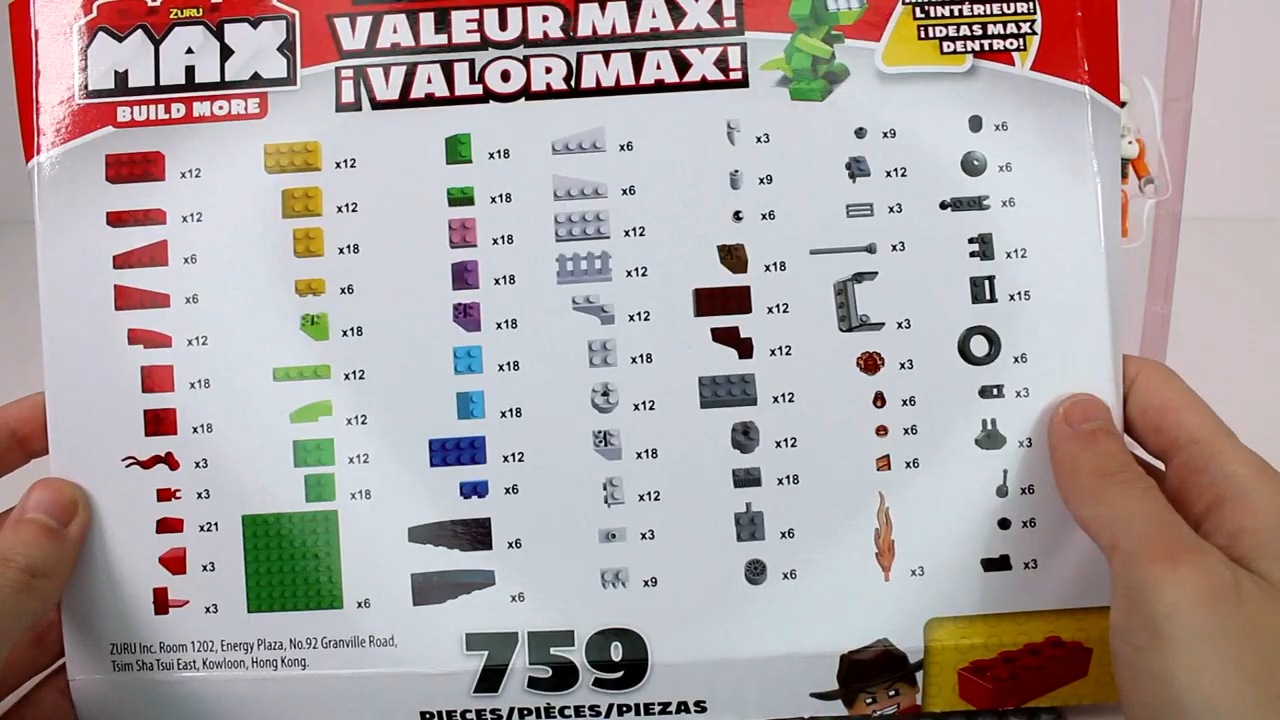 ZURU
MAX
BUILD MORE
VALEUR MAX!
¡VALOR MAX!
L'INTÉRIEUR!
¡IDEAS MAX
DENTRO!
x12
x12
x6
x6
x12
x18
x18
x3
x3
x21
x3
x3
x12
x12
x18
x6
x18
x12
x12
x12
x18
x6
x18
x18
x18
x18
x18
x18
x18
x12
x6
x6
x6
x6
x6
x12
x12
x12
x18
x12
x18
x12
x3
x9
x3
x9
x6
x18
x12
x12
x12
x12
x18
x6
x6
x9
x12
x3
x3
x3
x3
x6
x6
x6
x3
x6
x6
x6
x12
x15
x6
x3
x3
x6
x6
x3
ZURU Inc. Room 1202, Energy Plaza, No.92 Granville Road,
Tsim Sha Tsui East, Kowloon, Hong Kong.
759
PIECES/PIÈCES/PIEZAS